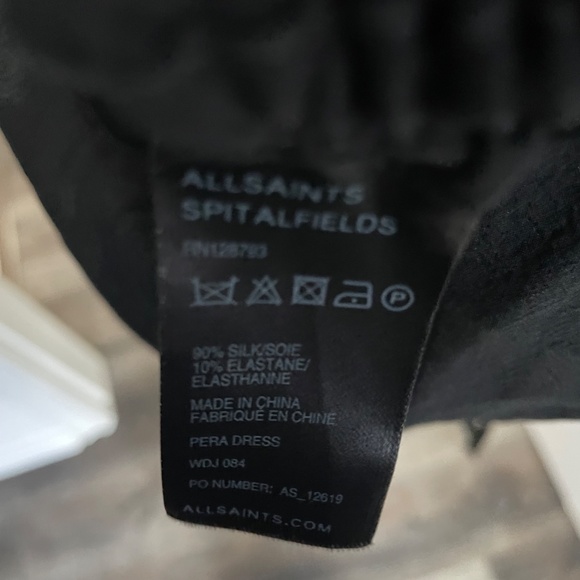 ALLSAINTS
SPITALFIELDS
RN128793
P
90% SILK/SOIE
10% ELASTANE/
ELASTHANNE
MADE IN CHINA
FABRIQUÉ EN CHINE
PERA DRESS
WDJ 084
PO NUMBER: AS_12619
ALLSAINTS.COM